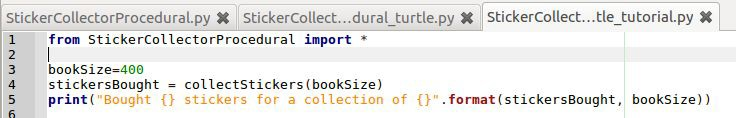 StickerCollectorProcedural.py StickerCollect...dural_turtle.py StickerCollect...tle_tutorial.py
1 from StickerCollectorProcedural import *
2
3 bookSize=400
4 stickersBought = collectStickers(bookSize)
5 print("Bought {} stickers for a collection of {}".format(stickersBought, bookSize))
6